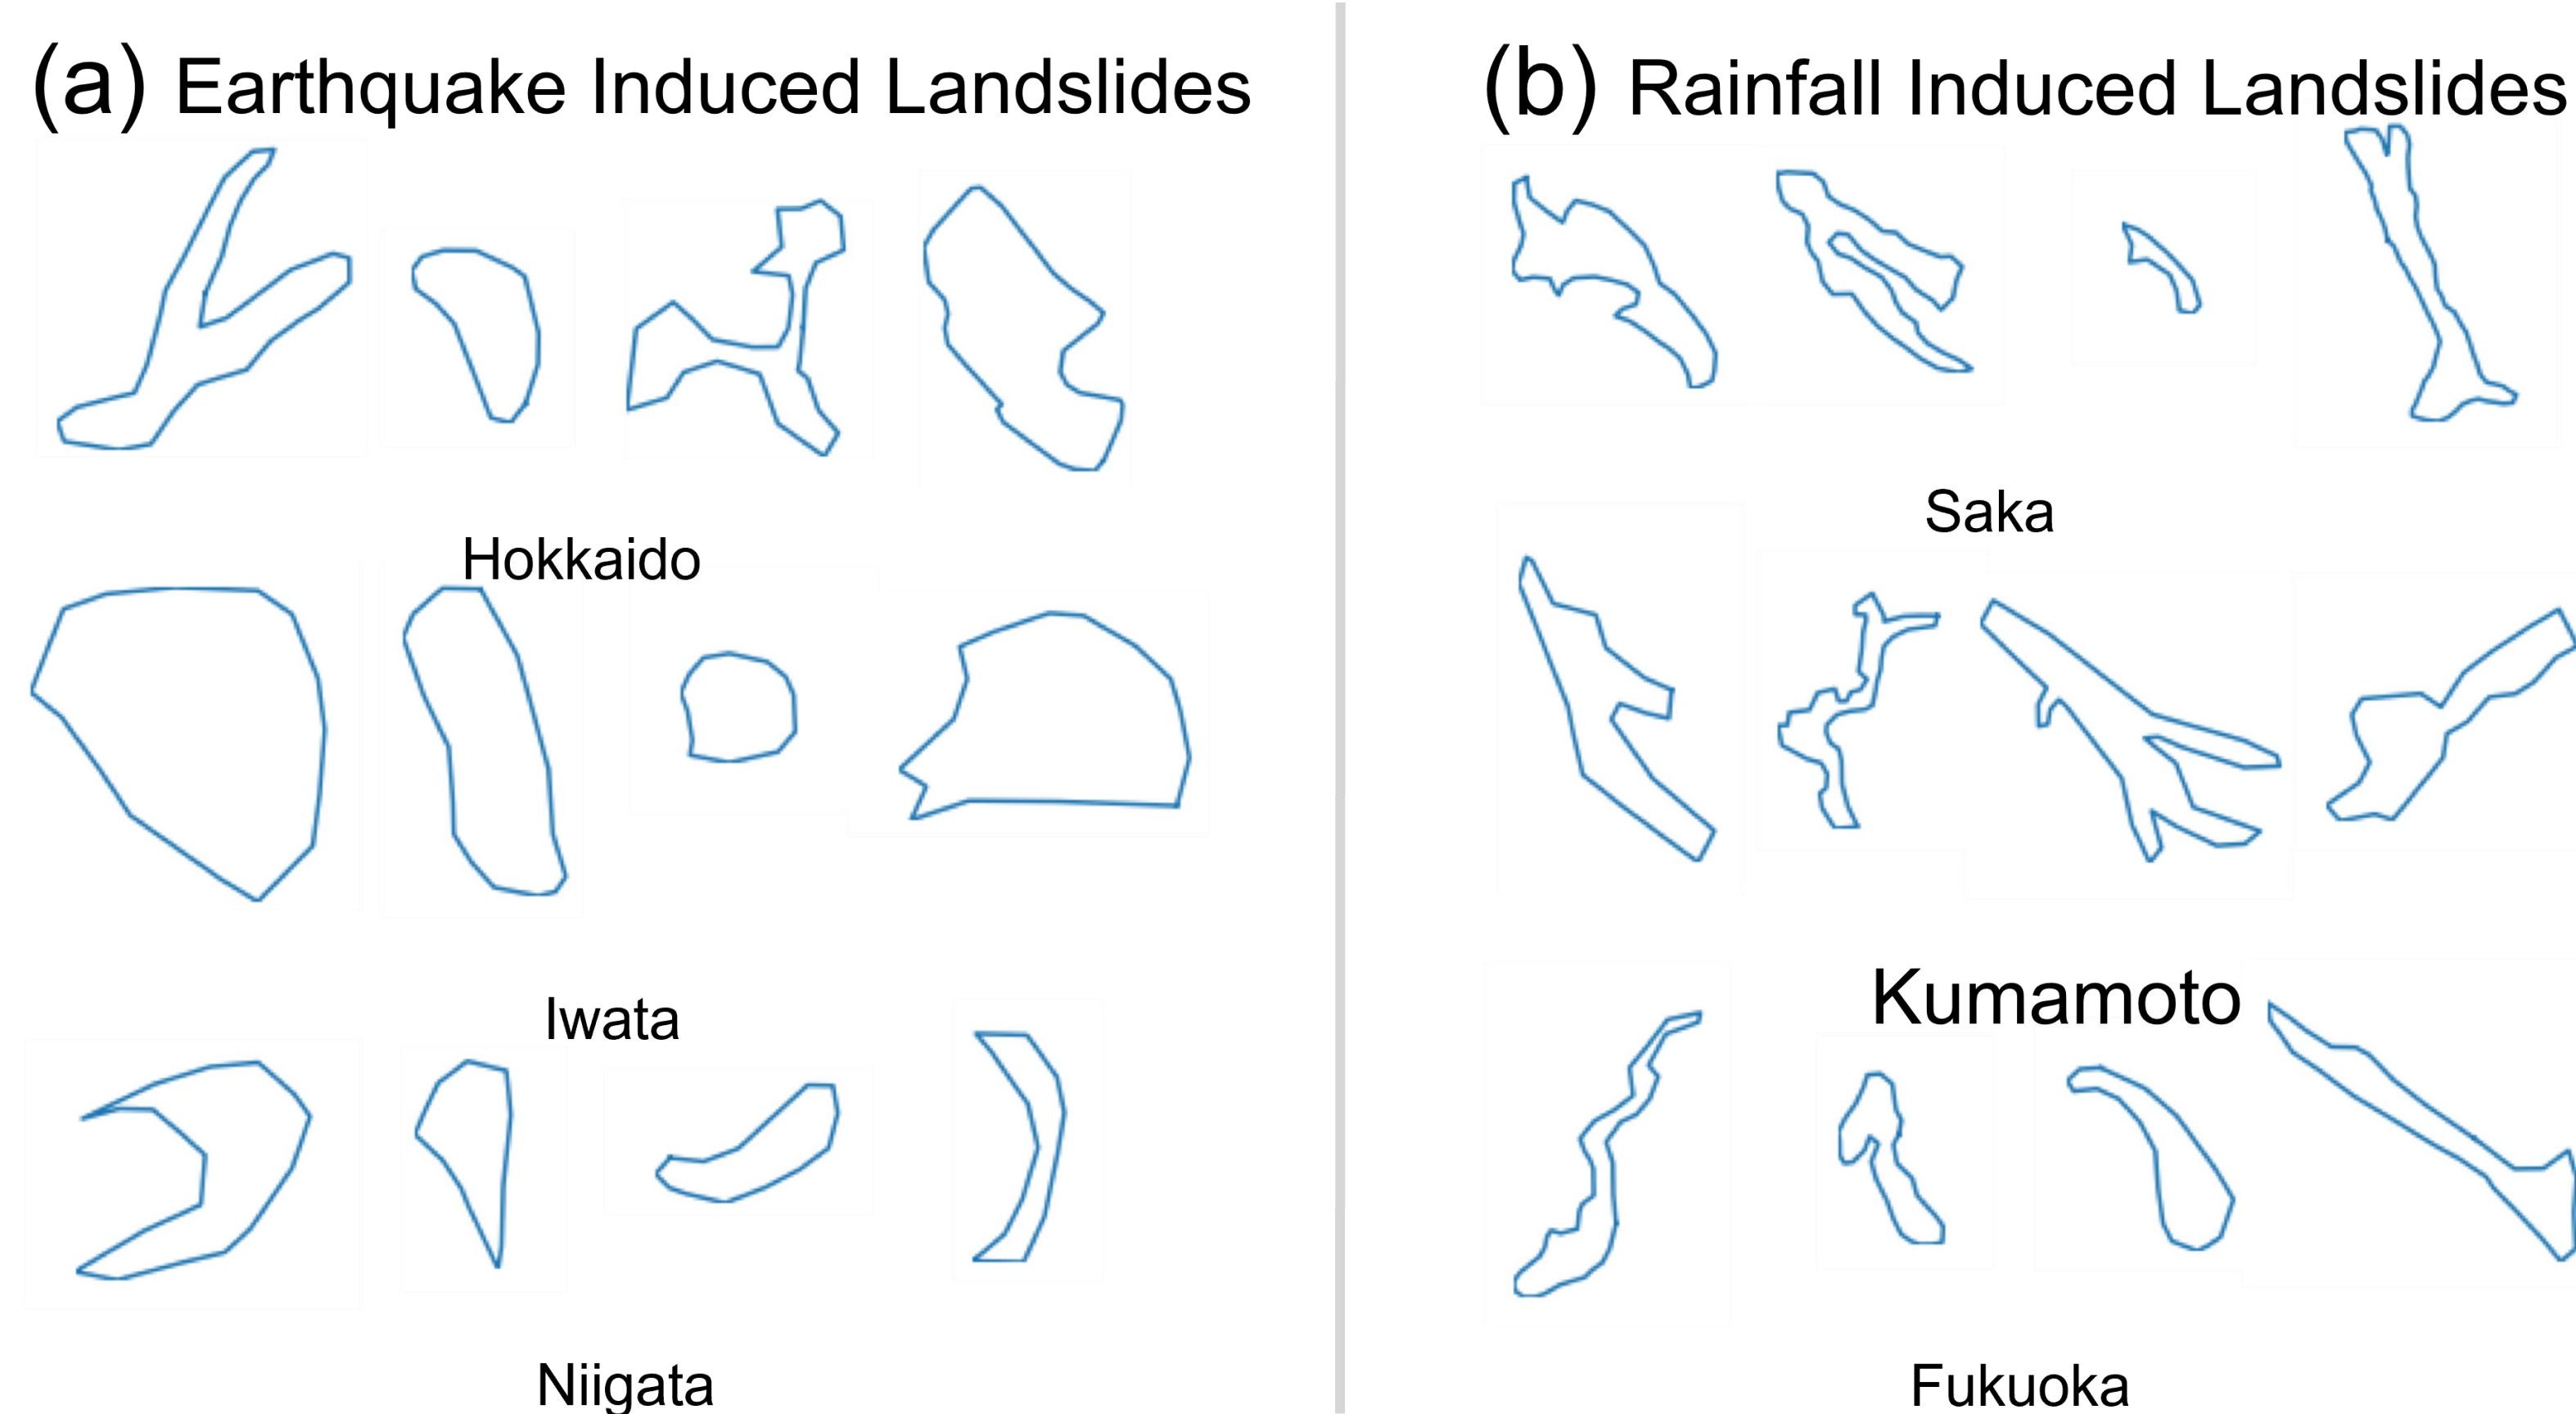 (a) Earthquake Induced Landslides
Hokkaido
Iwata
Niigata
(b) Rainfall Induced Landslides
Saka
Kumamoto
Fukuoka